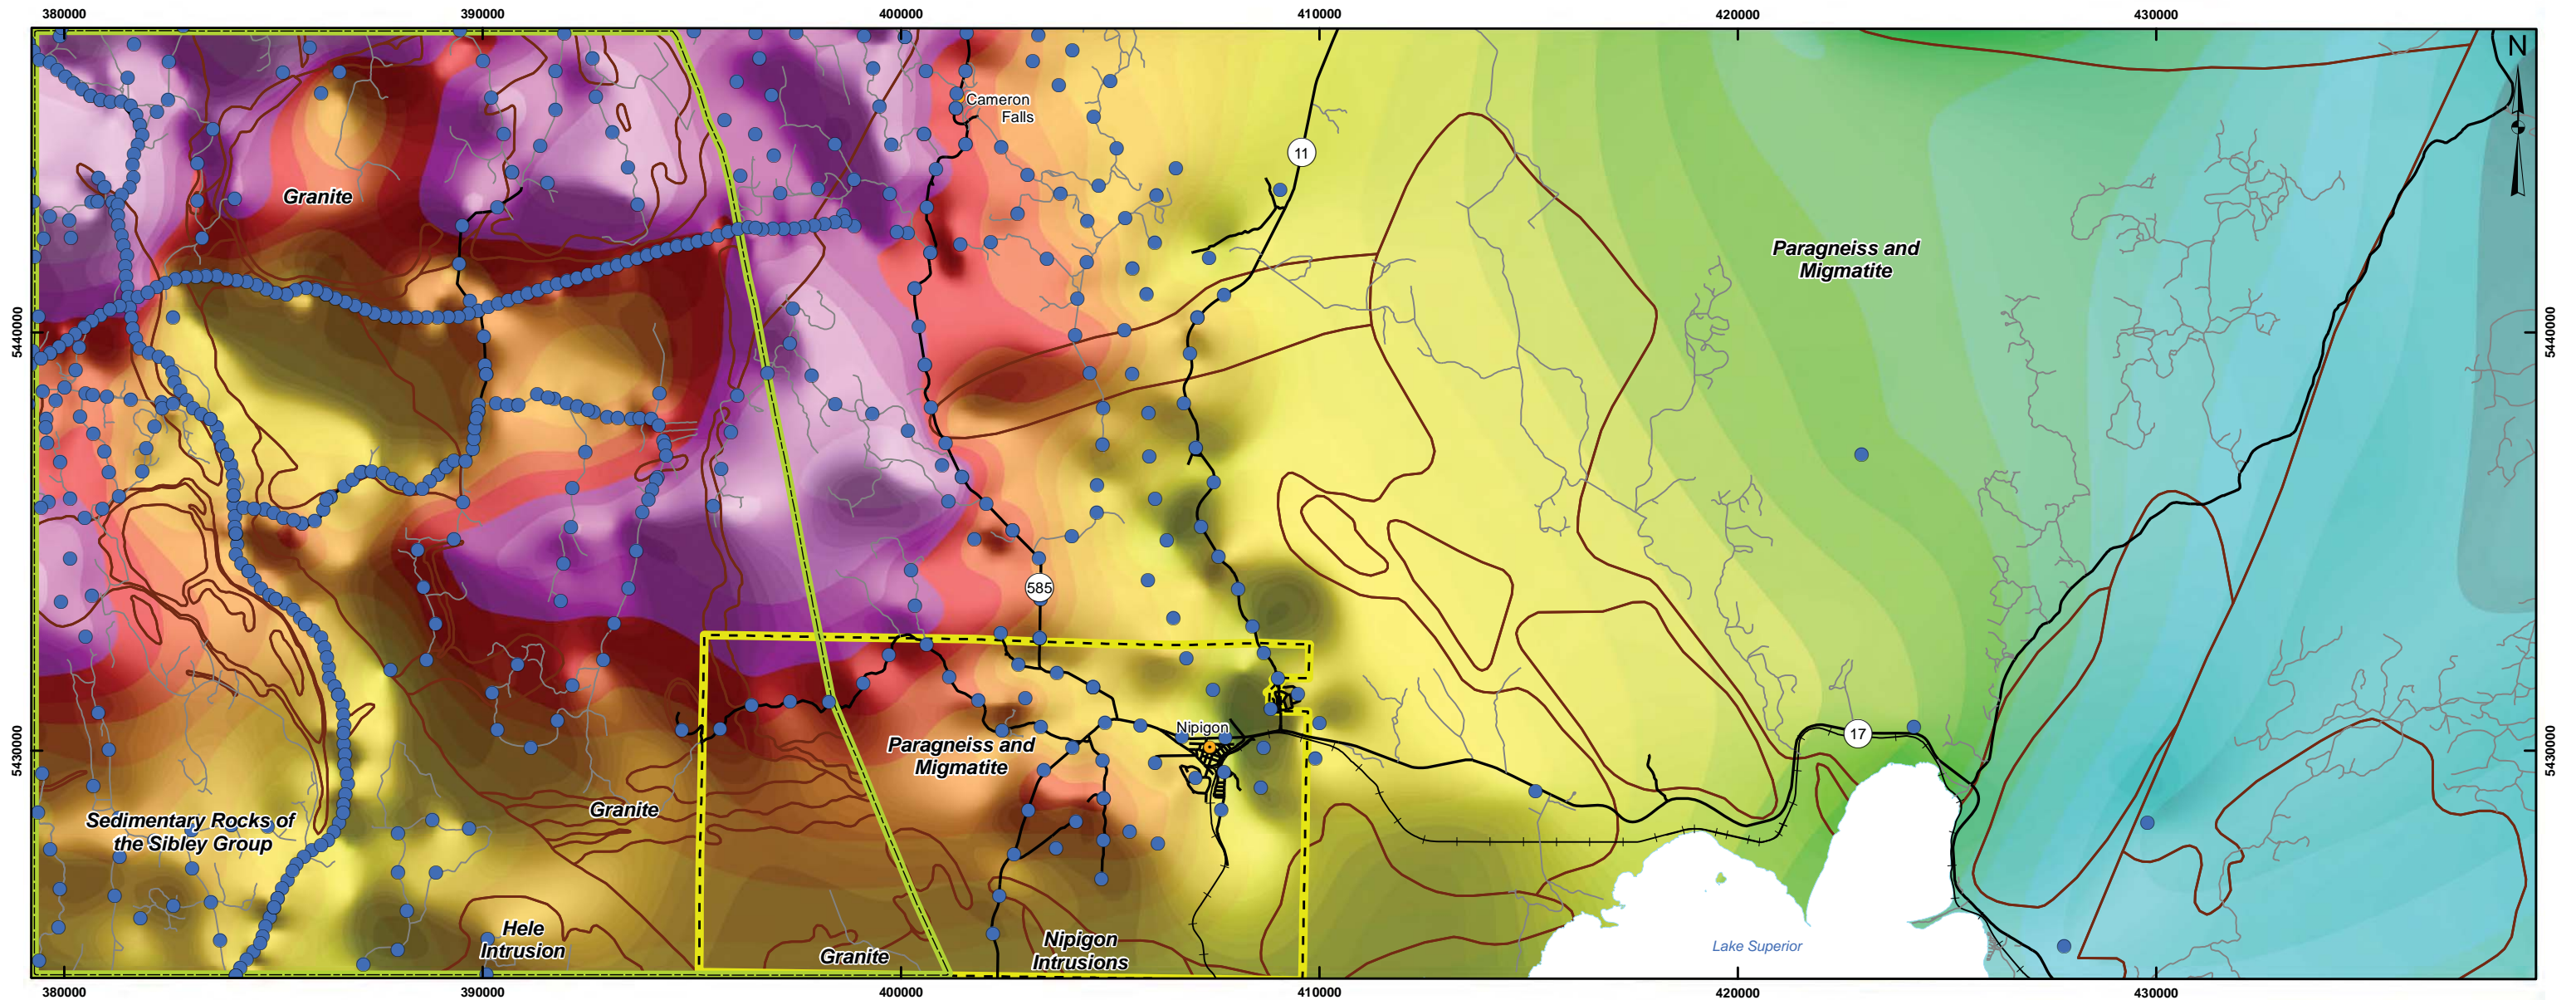 380000
390000
400000
410000
420000
430000
N
Cameron
Falls
11
Granite
Paragneiss and
Migmatite
5440000
5440000
585
Nipigon
17
5430000
5430000
Paragneiss and
Migmatite
Granite
Sedimentary Rocks of
the Sibley Group
Hele
Intrusion
Granite
Nipigon
Intrusions
Lake Superior
380000
390000
400000
410000
420000
430000